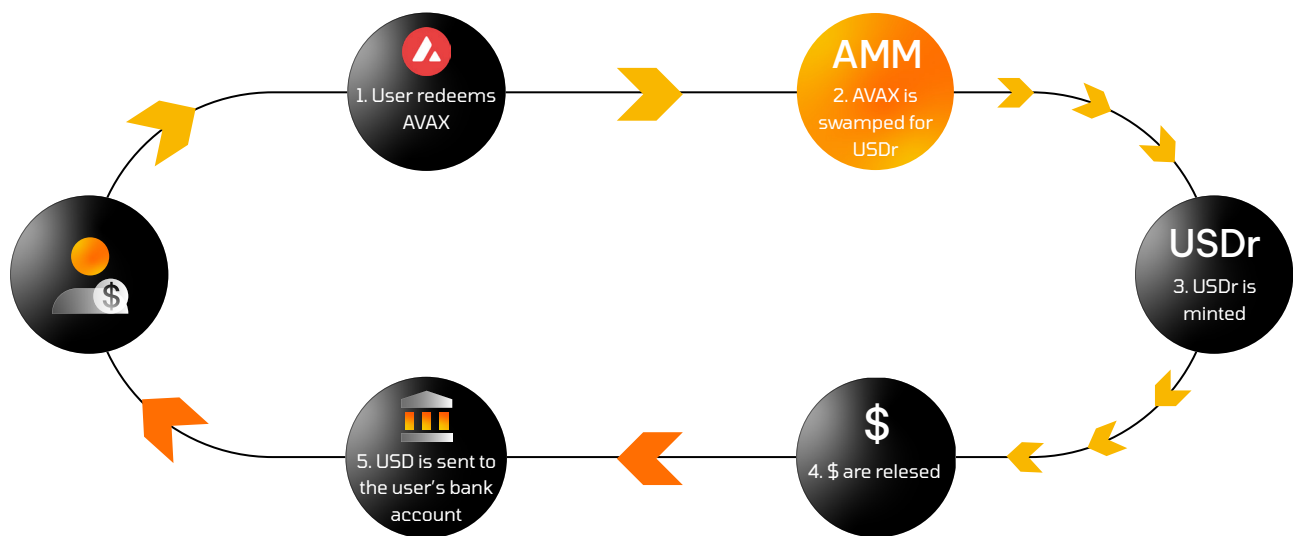 1. User redeems
AVAX
AMM
2. AVAX is
swamped for
USDr
USDr
3. USDr is
minted
$
4. $ are relesed
5. USD is sent to
the user's bank
account
$